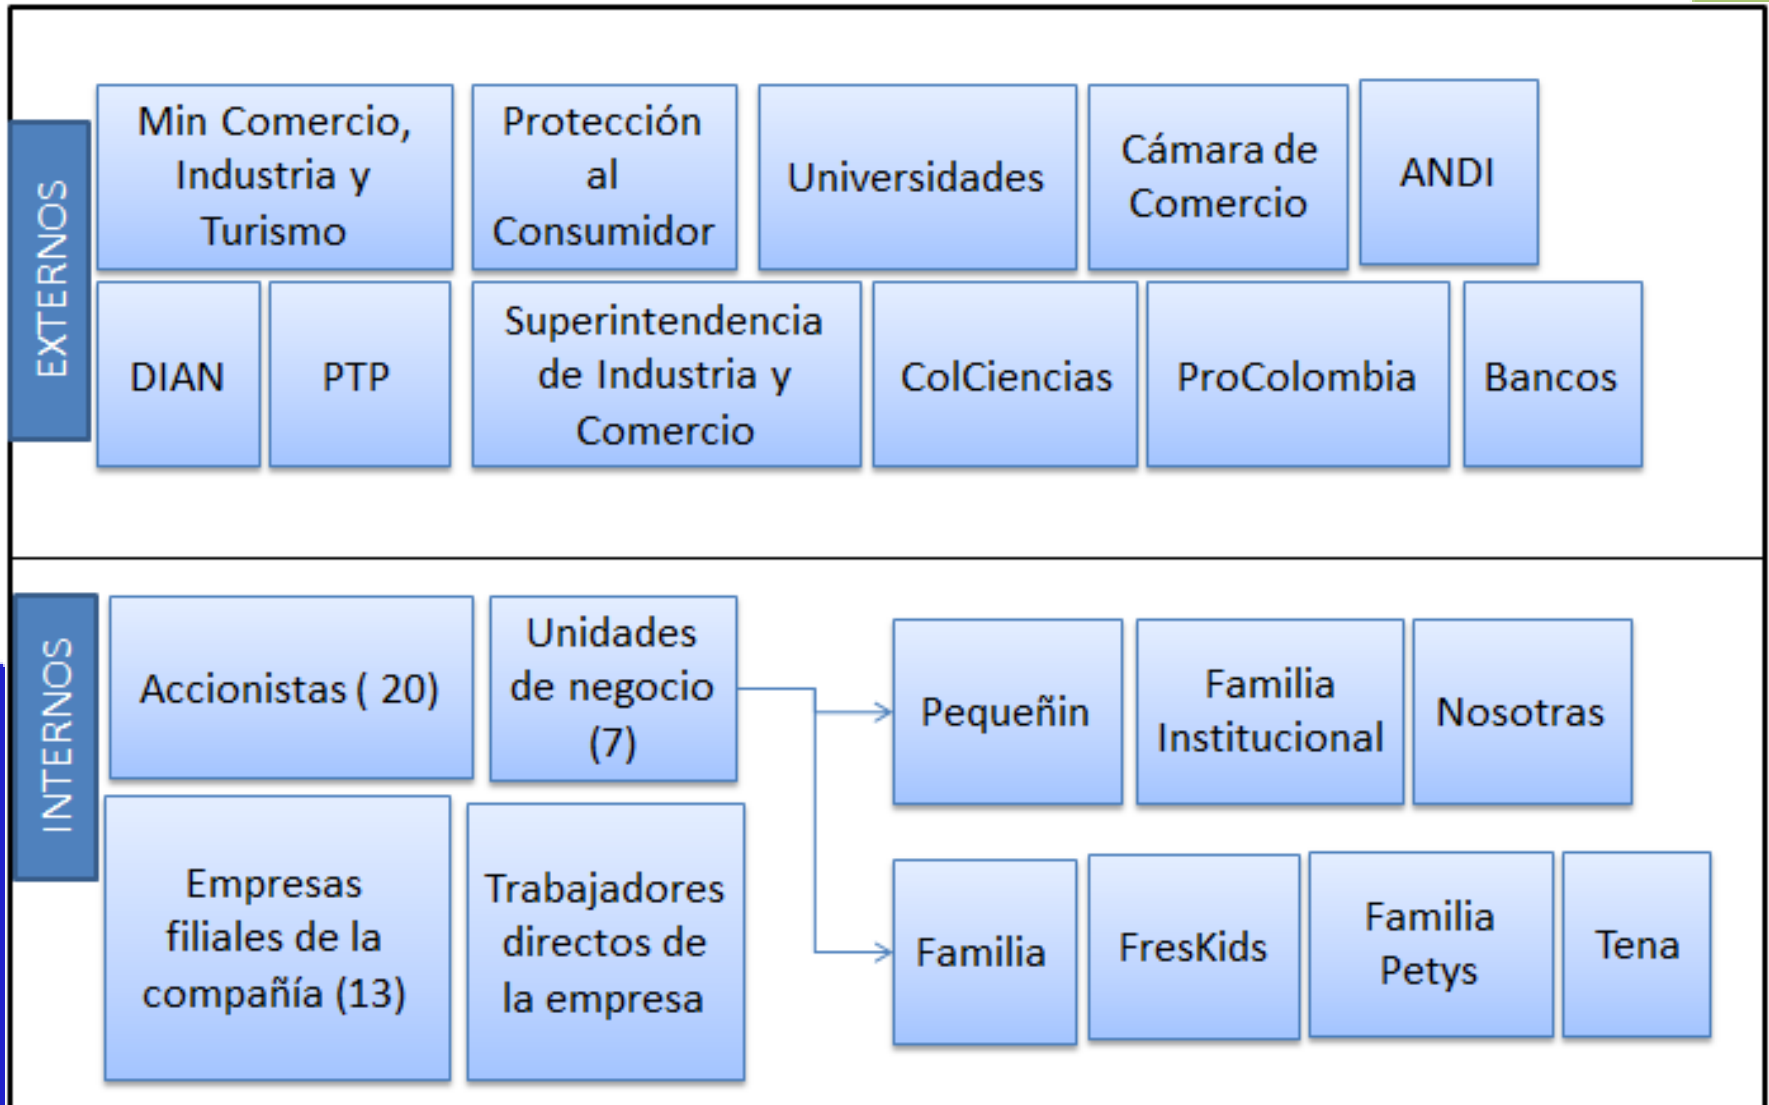 EXTERNOS
Min Comercio,
Industria y
Turismo
Protección
al
Consumidor
Universidades
Cámara de
Comercio
ANDI
DIAN
PTP
Superintendencia
de Industria y
Comercio
ColCiencias
ProColombia
Bancos
INTERNOS
Accionistas ( 20)
Unidades
de negocio
(7)
Pequeñin
Familia
Institucional
Nosotras
Empresas
filiales de la
compañía (13)
Trabajadores
directos de
la empresa
Familia
FresKids
Familia
Petys
Tena